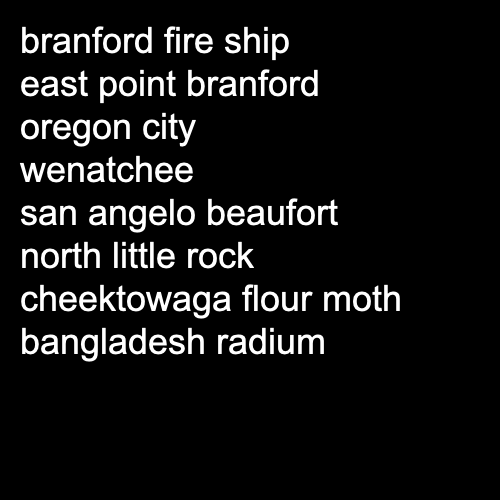 branford fire ship
east point branford
oregon city
wenatchee
san angelo beaufort
north little rock
cheektowaga flour moth
bangladesh radium